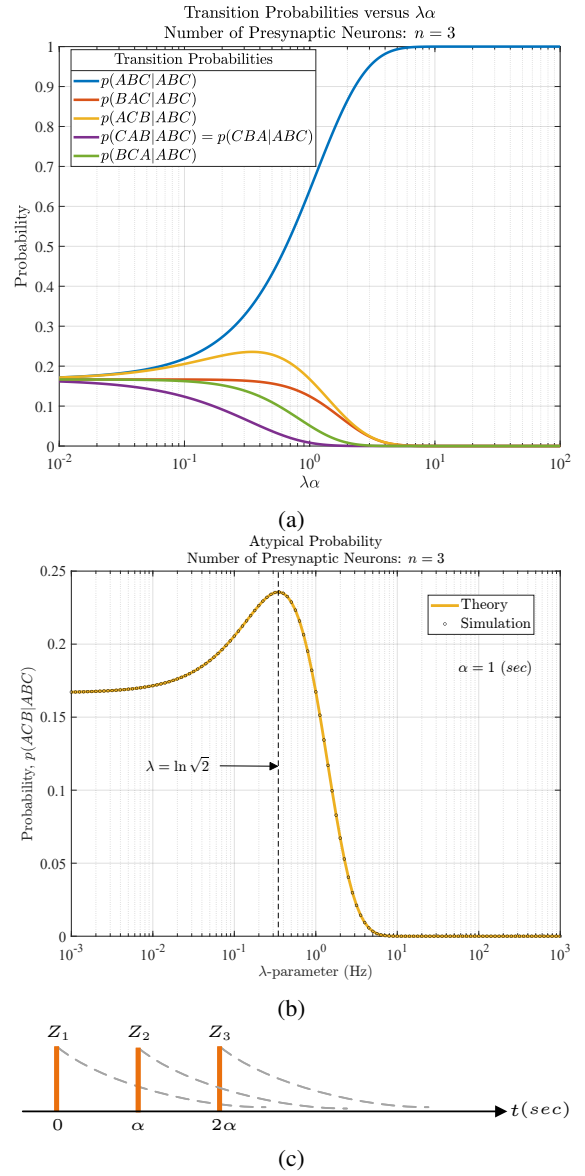 Transition Probabilities versus λα
Number of Presynaptic Neurons: n = 3
Transition Probabilities
p(ABC|ABC)
p(BAC|ABC)
p(ACB|ABC)
p(CAB|ABC) = p(CBA|ABC)
p(BCA|ABC)
Probability
1
0.9
0.8
0.7
0.6
0.5
0.4
0.3
0.2
0.1
0
10⁻² 10⁻¹ 10⁰ 10¹ 10²
λα
(a)
Atypical Probability
Number of Presynaptic Neurons: n = 3
Theory
Simulation
α = 1 (sec)
λ = ln √2
Probability, p(ACB|ABC)
0.25
0.2
0.15
0.1
0.05
0
10⁻³ 10⁻² 10⁻¹ 10⁰ 10¹ 10² 10³
λ-parameter (Hz)
(b)
Z₁ Z₂ Z₃
0 α 2α t(sec)
(c)